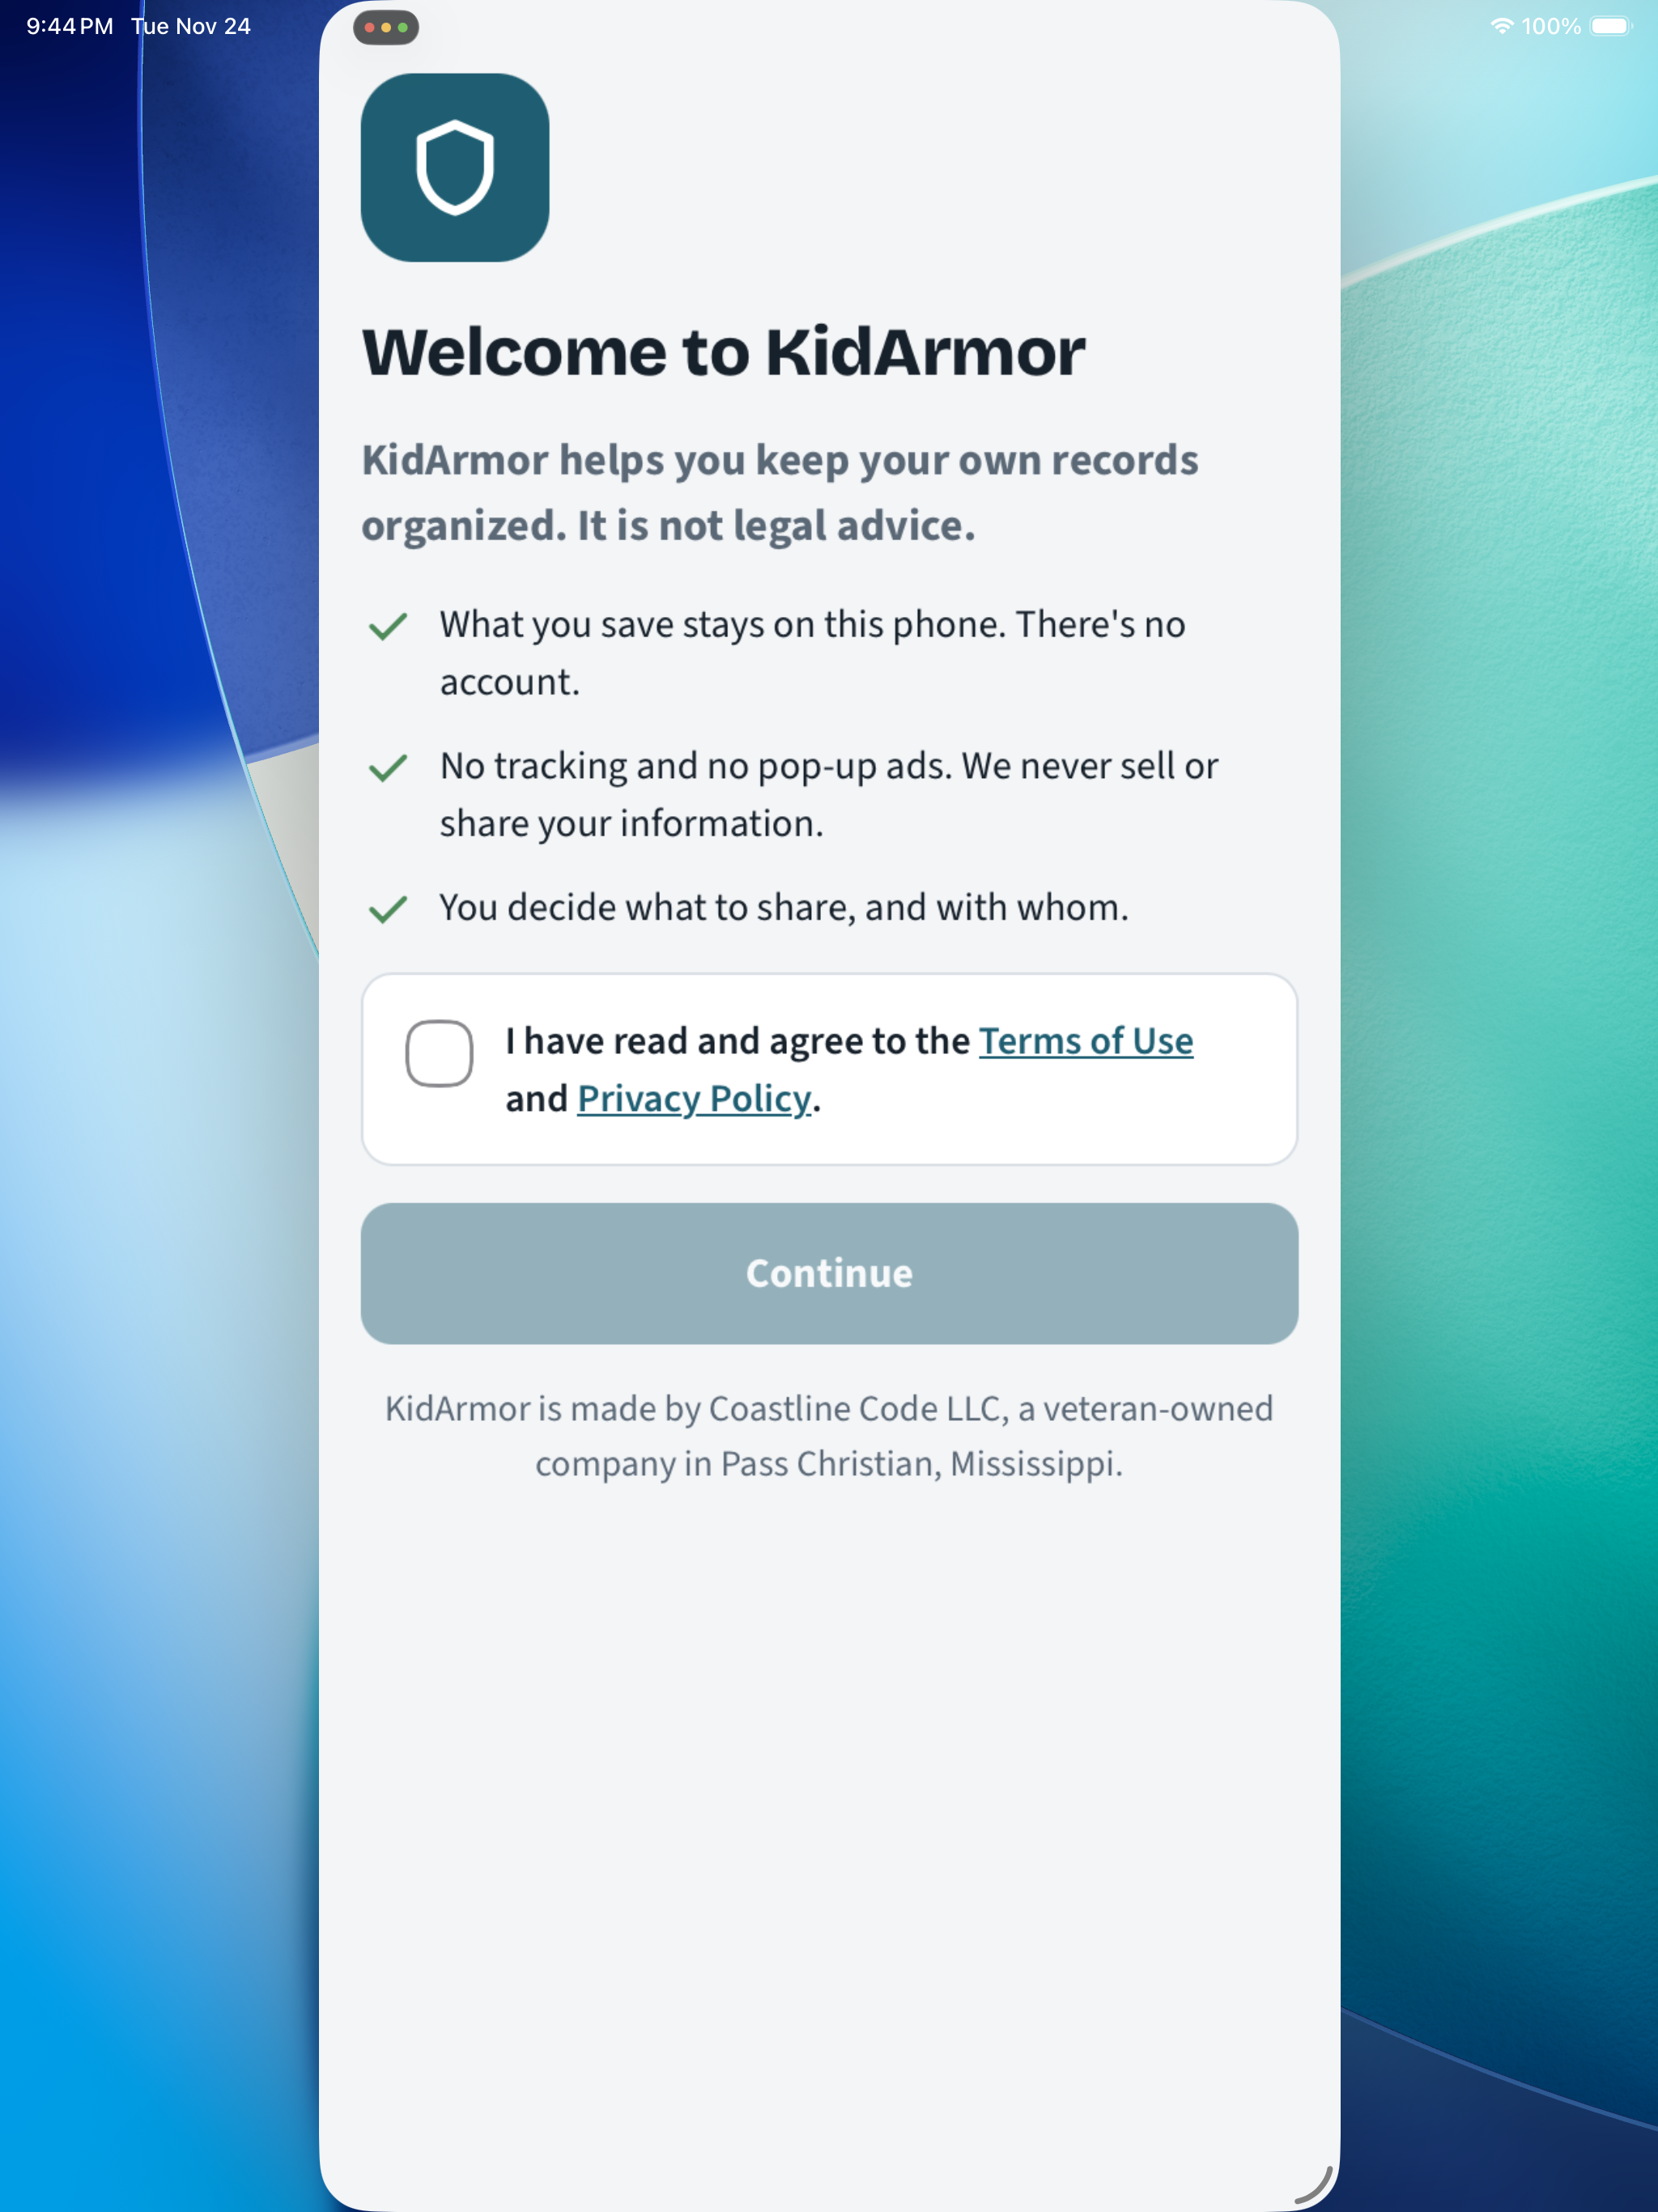 9:44 PM Tue Nov 24
100%
Welcome to KidArmor
KidArmor helps you keep your own records
organized. It is not legal advice.
What you save stays on this phone. There's no
account.
No tracking and no pop-up ads. We never sell or
share your information.
You decide what to share, and with whom.
I have read and agree to the Terms of Use
and Privacy Policy.
Continue
KidArmor is made by Coastline Code LLC, a veteran-owned
company in Pass Christian, Mississippi.